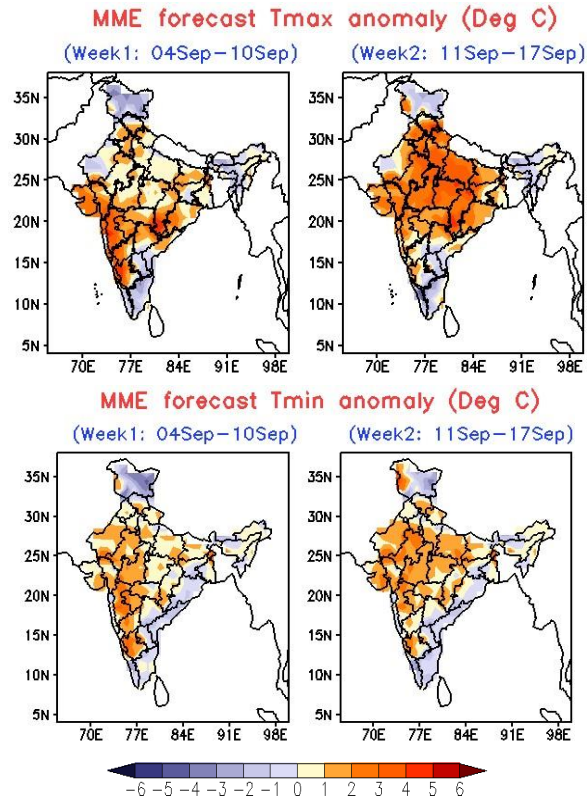 MME forecast Tmax anomaly (Deg C)
(Week1: 04Sep–10Sep) (Week2: 11Sep–17Sep)
35N
30N
25N
20N
15N
10N
5N
70E 77E 84E 91E 98E
35N
30N
25N
20N
15N
10N
5N
70E 77E 84E 91E 98E
MME forecast Tmin anomaly (Deg C)
(Week1: 04Sep–10Sep) (Week2: 11Sep–17Sep)
35N
30N
25N
20N
15N
10N
5N
70E 77E 84E 91E 98E
35N
30N
25N
20N
15N
10N
5N
70E 77E 84E 91E 98E
-6 -5 -4 -3 -2 -1 0 1 2 3 4 5 6